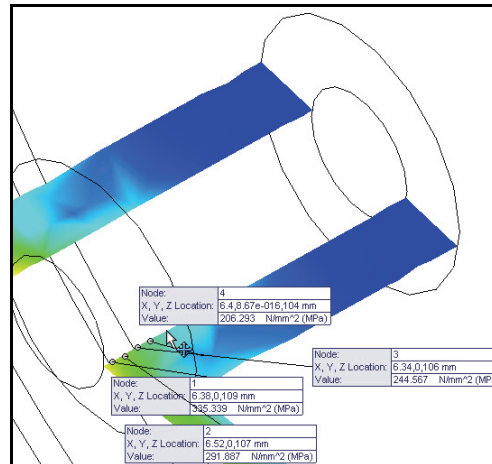 Node: 4
X, Y, Z Location: 6.4,8.67e-016,104 mm
Value: 206.293 N/mm^2 (MPa)
Node: 3
X, Y, Z Location: 6.34,0,106 mm
Value: 244.567 N/mm^2 (MPa)
Node: 1
X, Y, Z Location: 6.38,0,109 mm
Value: 335.339 N/mm^2 (MPa)
Node: 2
X, Y, Z Location: 6.52,0,107 mm
Value: 291.887 N/mm^2 (MPa)